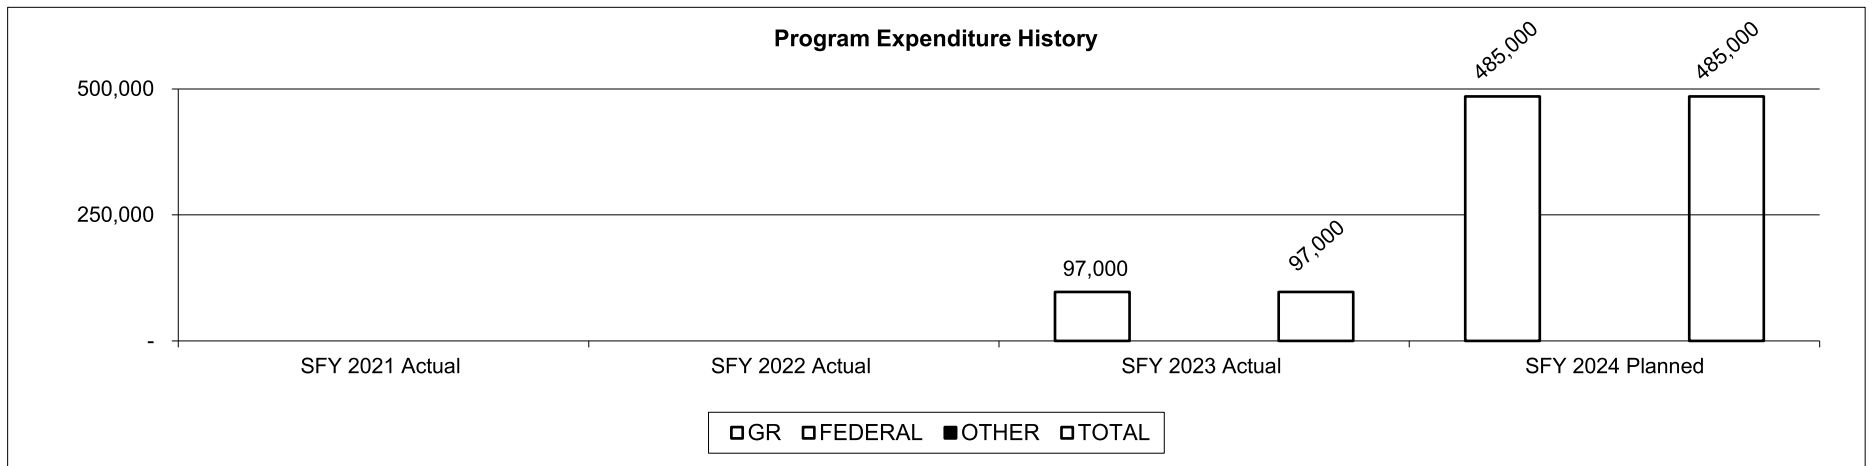 Program Expenditure History
485,000
485,000
500,000
250,000
97,000
97,000
-
SFY 2021 Actual
SFY 2022 Actual
SFY 2023 Actual
SFY 2024 Planned
GR FEDERAL OTHER TOTAL